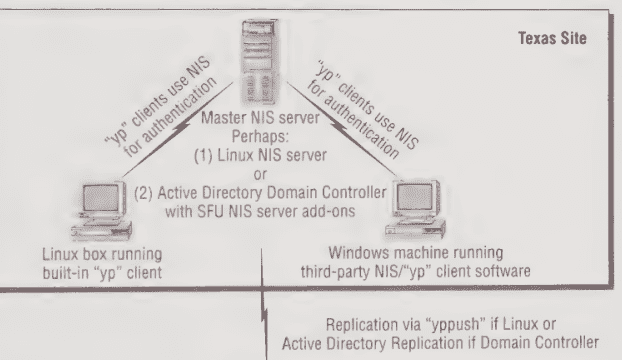 Texas Site
"yp" clients use NIS
for authentication
"yp" clients use NIS
for authentication
Master NIS server
Perhaps:
(1) Linux NIS server
or
(2) Active Directory Domain Controller
with SFU NIS server add-ons
Linux box running
built-in "yp" client
Windows machine running
third-party NIS/"yp" client software
Replication via "yppush" if Linux or
Active Directory Replication if Domain Controller